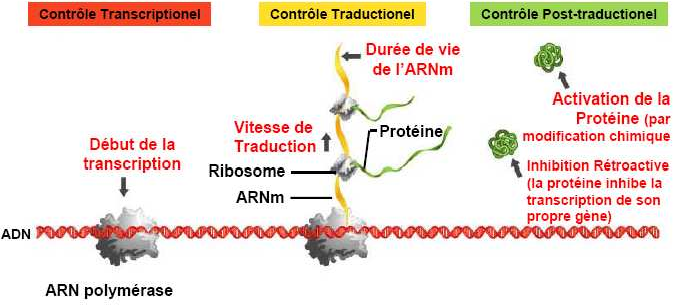 Contrôle Transcriptionel
Contrôle Traductionel
Contrôle Post-traductionel
Début de la
transcription
ADN
ARN polymérase
Durée de vie
de l'ARNm
Vitesse de
Traduction
Protéine
Ribosome
ARNm
Activation de la
Protéine (par
modification chimique
Inhibition Rétroactive
(la protéine inhibe la
transcription de son
propre gène)